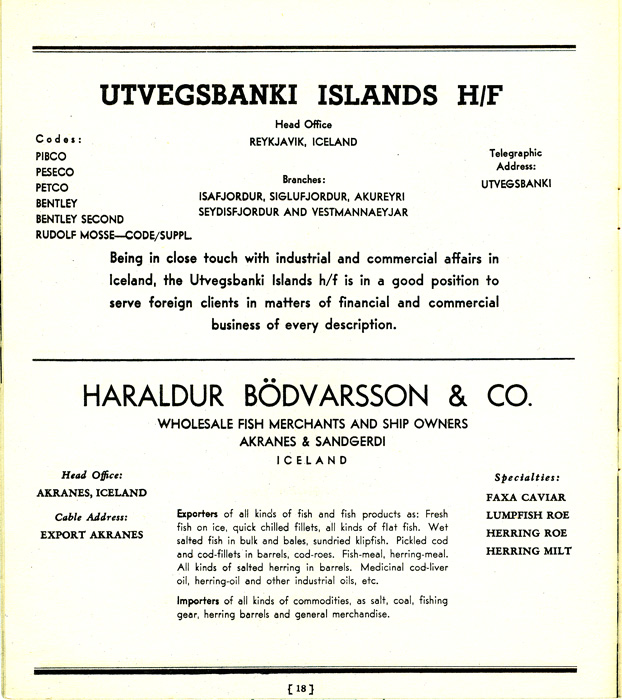 UTVEGSBANKI ISLANDS H/F
Head Office
REYKJAVIK, ICELAND
Codes:
PIBCO
PESECO
PETCO
BENTLEY
BENTLEY SECOND
RUDOLF MOSSE—CODE/SUPPL.
Branches:
ISAFJORDUR, SIGLUFJORDUR, AKUREYRI
SEYDISFJORDUR AND VESTMANNAEYJAR
Telegraphic
Address:
UTVEGSBANKI
Being in close touch with industrial and commercial affairs in
Iceland, the Utvegsbanki Islands h/f is in a good position to
serve foreign clients in matters of financial and commercial
business of every description.
HARALDUR BÖDVARSSON & CO.
WHOLESALE FISH MERCHANTS AND SHIP OWNERS
AKRANES & SANDGERDI
ICELAND
Head Office:
AKRANES, ICELAND
Cable Address:
EXPORT AKRANES
Exporters of all kinds of fish and fish products as: Fresh
fish on ice, quick chilled fillets, all kinds of flat fish. Wet
salted fish in bulk and bales, sundried klipfish. Pickled cod
and cod-fillets in barrels, cod-roes. Fish-meal, herring-meal.
All kinds of salted herring in barrels. Medicinal cod-liver
oil, herring-oil and other industrial oils, etc.
Importers of all kinds of commodities, as salt, coal, fishing
gear, herring barrels and general merchandise.
Specialties:
FAXA CAVIAR
LUMPFISH ROE
HERRING ROE
HERRING MILT
[ 18 ]